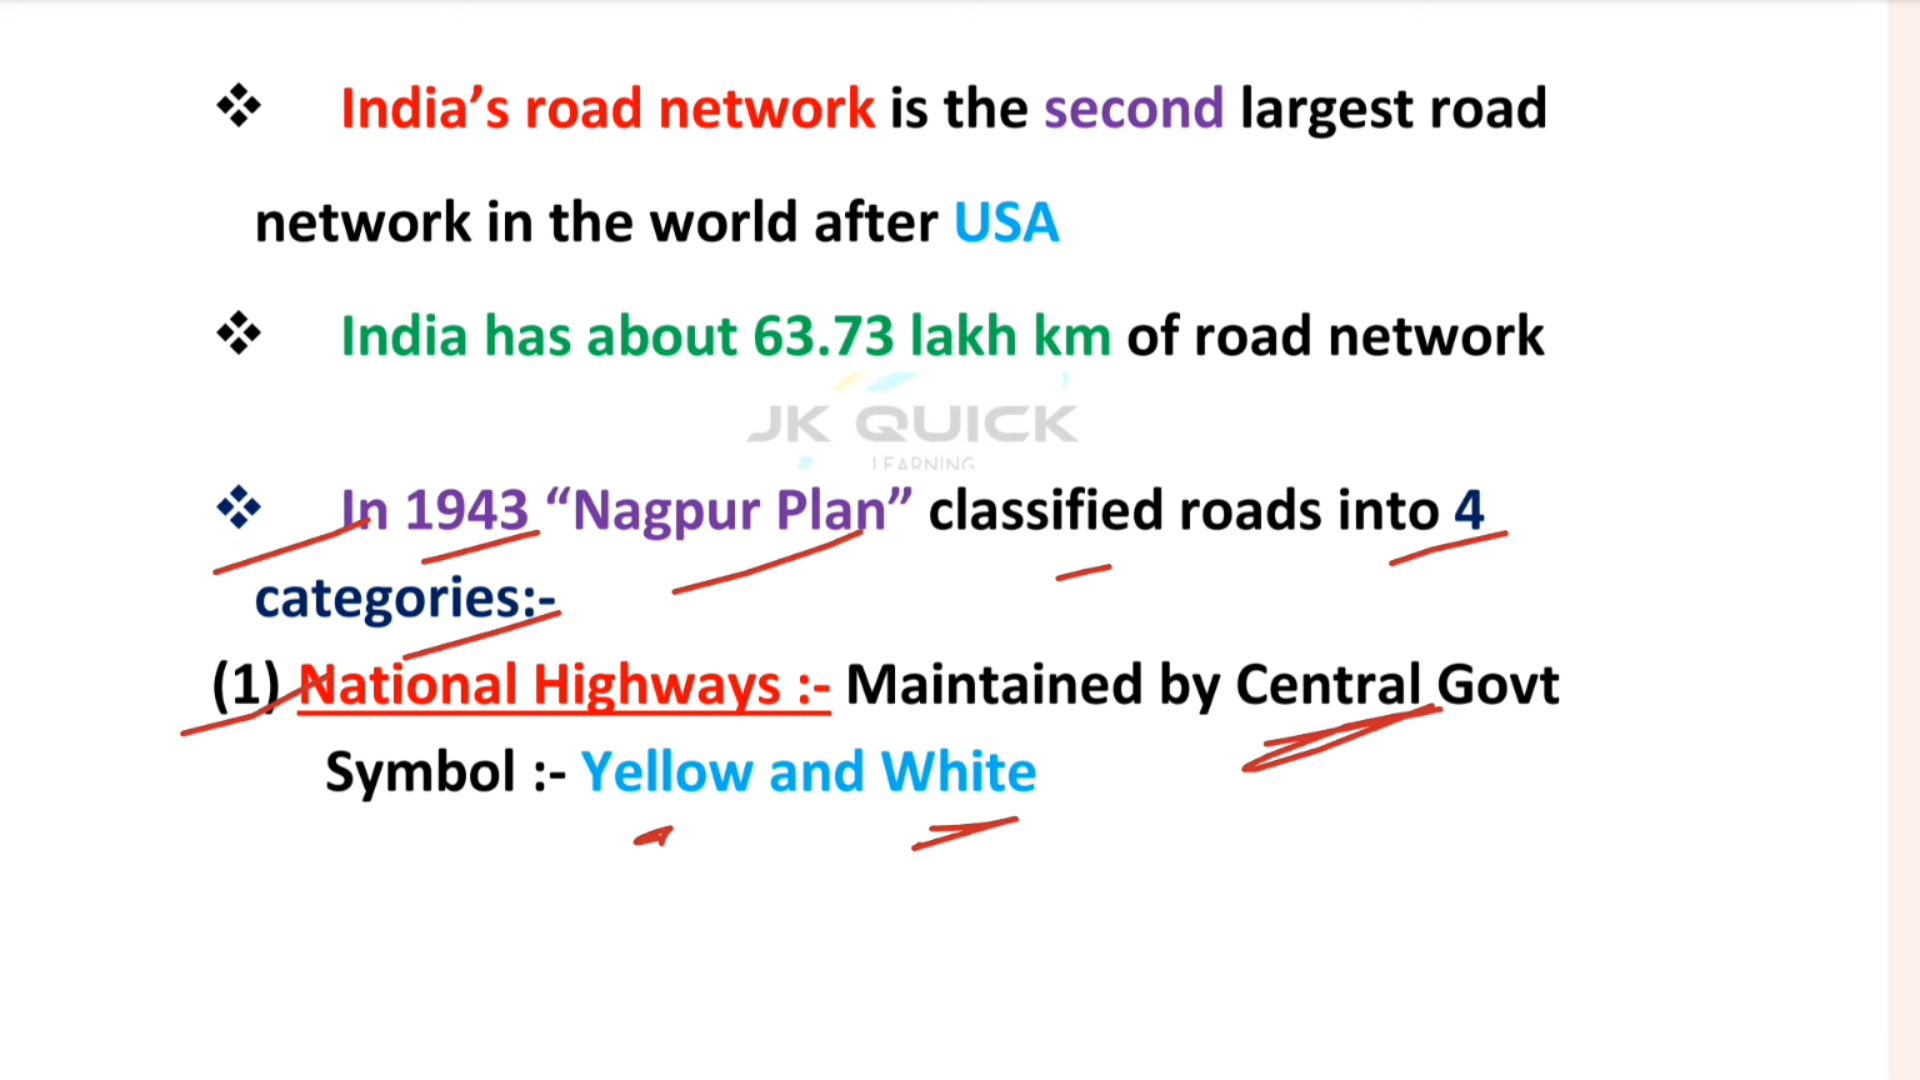 ❖ India’s road network is the second largest road
network in the world after USA
❖ India has about 63.73 lakh km of road network
JK QUICK
LEARNING
❖ In 1943 “Nagpur Plan” classified roads into 4
categories:-
(1) National Highways :- Maintained by Central Govt
Symbol :- Yellow and White